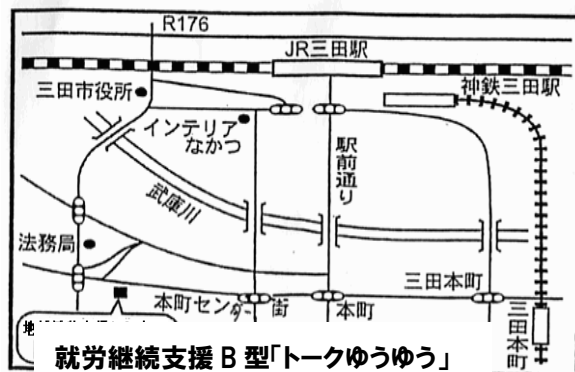 R176
JR三田駅
三田市役所
神鉄三田駅
インテリア
なかつ
駅前通り
武庫川
法務局
三田本町
本町センター街
本町
三田本町
就労継続支援B型「トークゆうゆう」